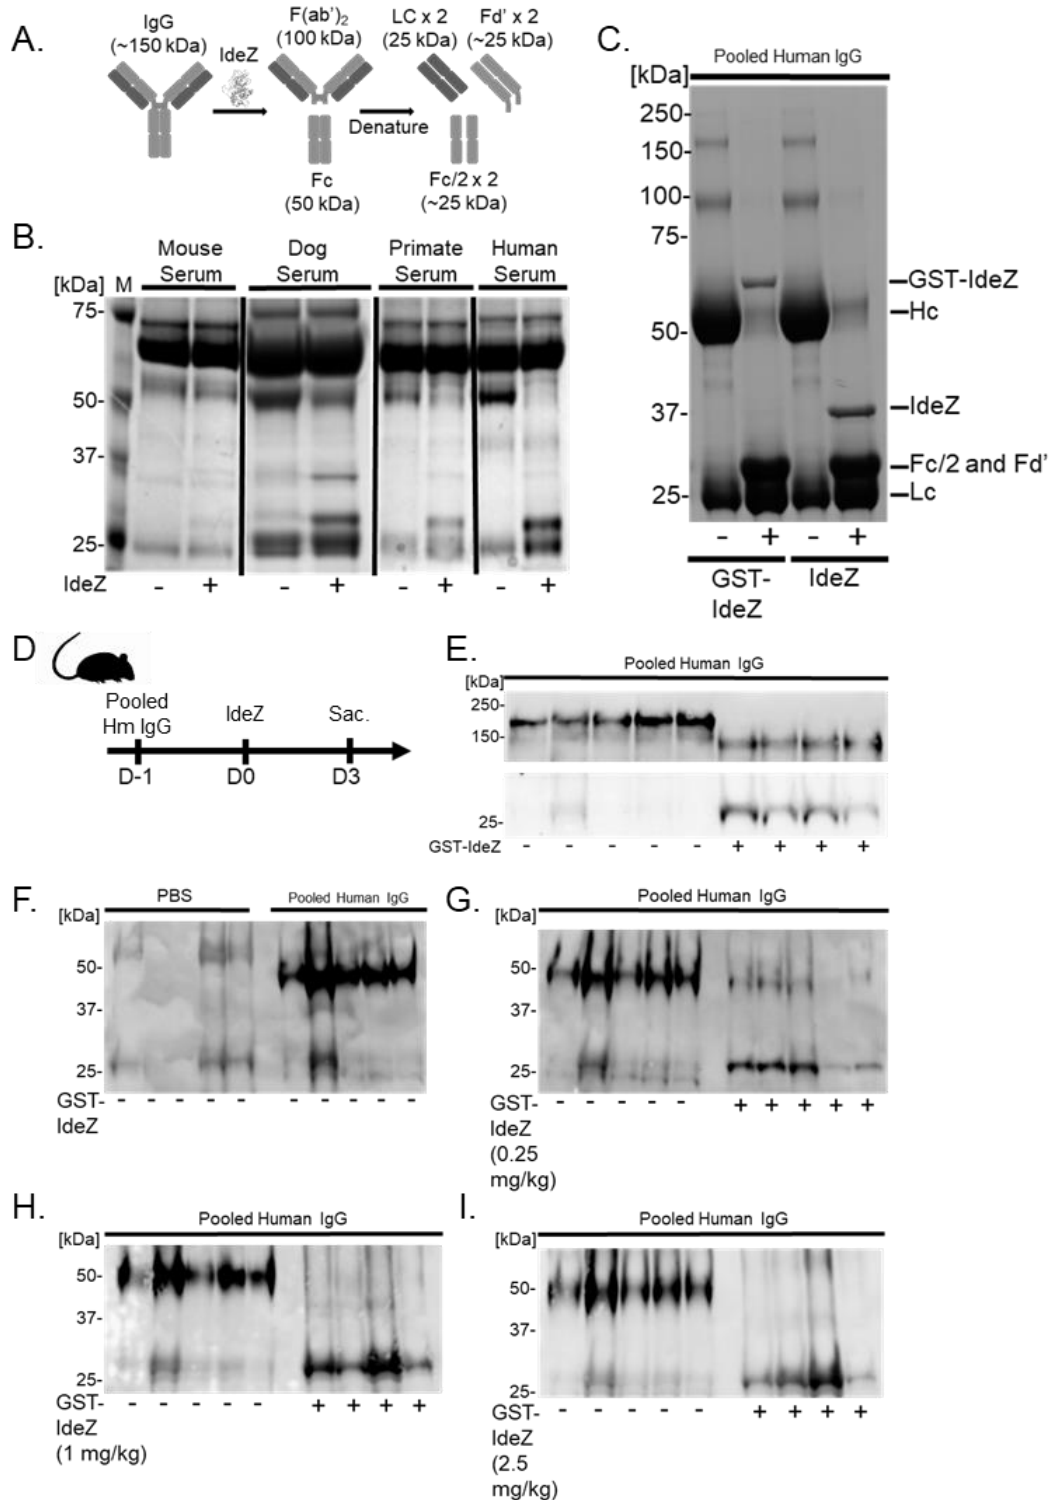 A.
IgG
(~150 kDa)
IdeZ
F(ab')₂
(100 kDa)
LC x 2
(25 kDa)
Fd' x 2
(~25 kDa)
Denature
Fc
(50 kDa)
Fc/2 x 2
(~25 kDa)
B.
Mouse
Serum
Dog
Serum
Primate
Serum
Human
Serum
[kDa] M
75-
50-
37-
25-
IdeZ - + - + - + - +
C.
Pooled Human IgG
[kDa]
250-
150-
100-
75-
50-
37-
25-
GST-IdeZ
Hc
IdeZ
Fc/2 and Fd'
Lc
- + - +
GST-
IdeZ
IdeZ
D
Pooled
Hm IgG
IdeZ
Sac.
D-1 D0 D3
E.
Pooled Human IgG
[kDa]
250-
150-
25-
GST-IdeZ - - - - - + + + +
F.
PBS
Pooled Human IgG
[kDa]
50-
37-
25-
GST-
IdeZ
- - - - - - - - - -
G.
Pooled Human IgG
[kDa]
50-
37-
25-
GST-
IdeZ
(0.25
mg/kg)
- - - - - + + + + +
H.
Pooled Human IgG
[kDa]
50-
37-
25-
GST-
IdeZ
(1 mg/kg)
- - - - - + + + +
I.
Pooled Human IgG
[kDa]
50-
37-
25-
GST-
IdeZ
(2.5
mg/kg)
- - - - - + + + +